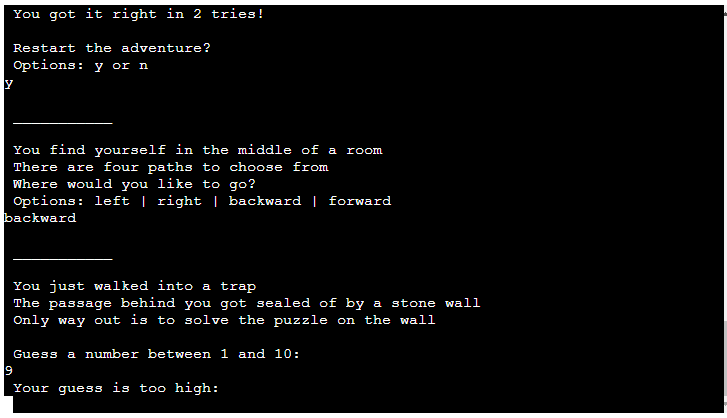 You got it right in 2 tries!
Restart the adventure?
Options: y or n
y
___________
You find yourself in the middle of a room
There are four paths to choose from
Where would you like to go?
Options: left | right | backward | forward
backward
___________
You just walked into a trap
The passage behind you got sealed of by a stone wall
Only way out is to solve the puzzle on the wall
Guess a number between 1 and 10:
9
Your guess is too high: